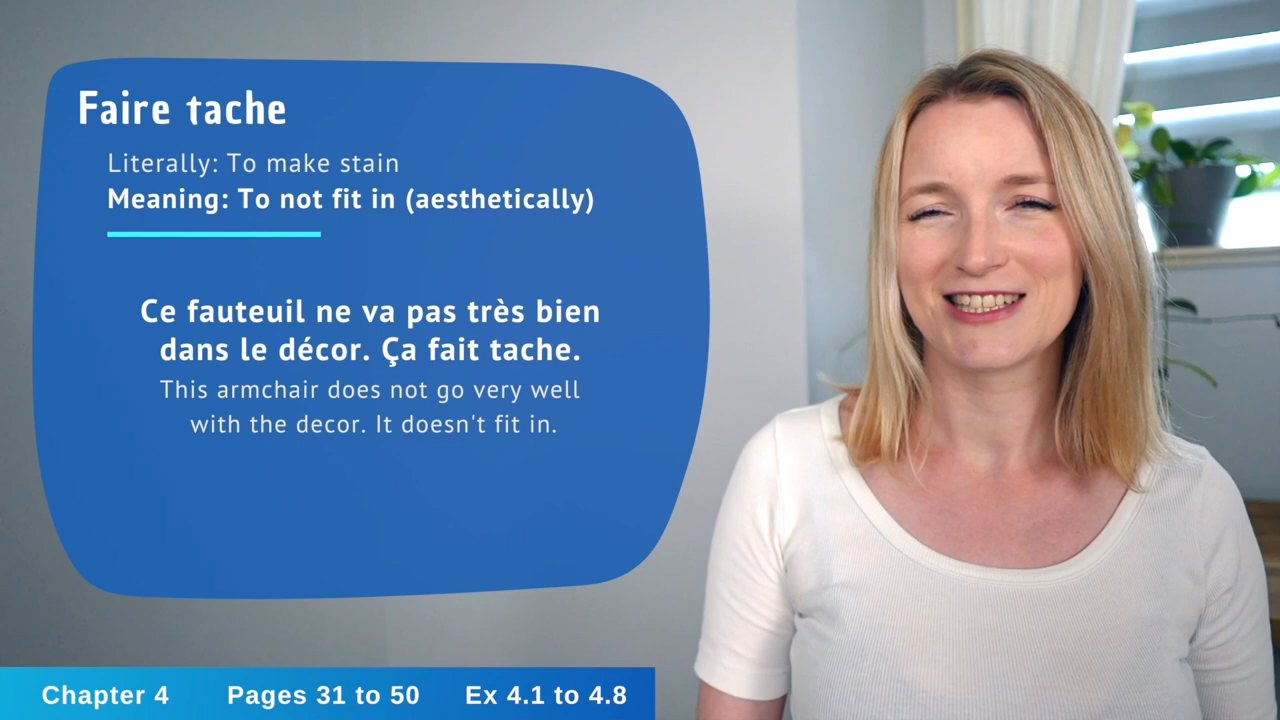 Faire tache
Literally: To make stain
Meaning: To not fit in (aesthetically)
Ce fauteuil ne va pas très bien
dans le décor. Ça fait tache.
This armchair does not go very well
with the decor. It doesn't fit in.
Chapter 4 Pages 31 to 50 Ex 4.1 to 4.8